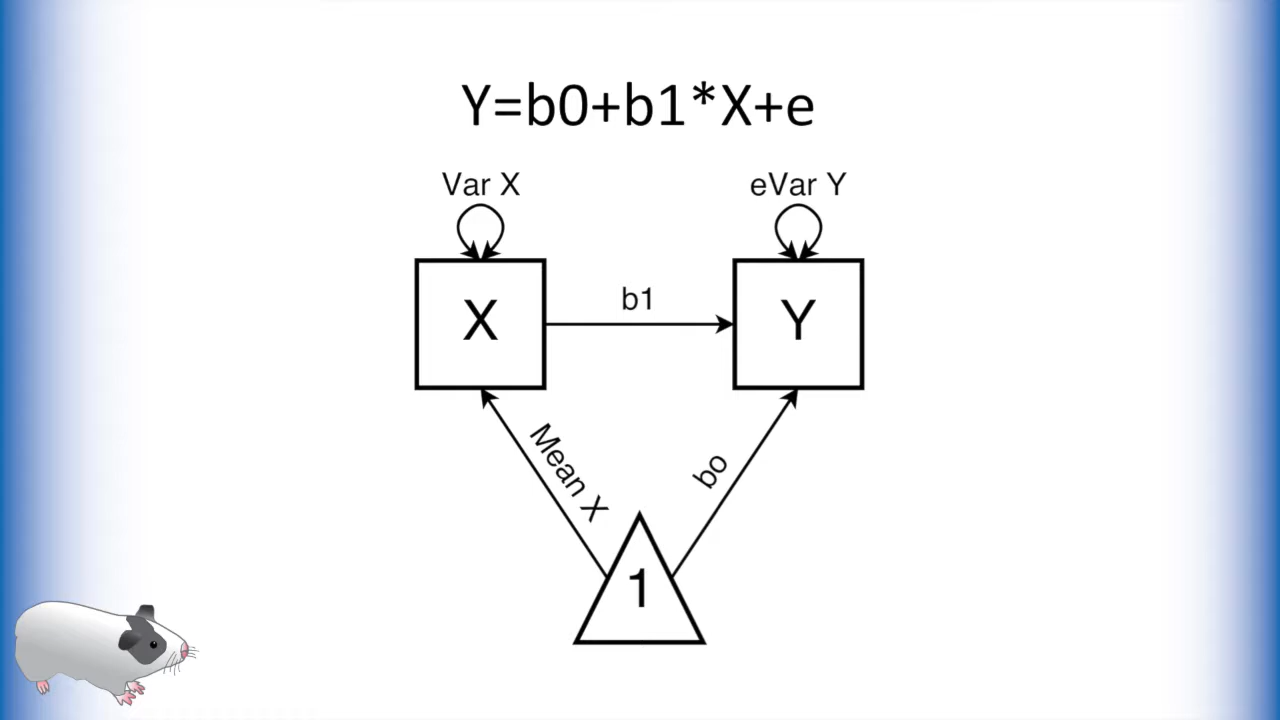 Y=b0+b1*X+e
Var X
eVar Y
X
b1
Y
Mean X
bo
1